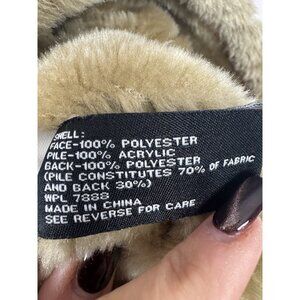 SHELL:
FACE-100% POLYESTER
PILE-100% ACRYLIC
BACK-100% POLYESTER
(PILE CONSTITUTES 70% OF FABRIC
AND BACK 30%)
WPL 7888
MADE IN CHINA
SEE REVERSE FOR CARE